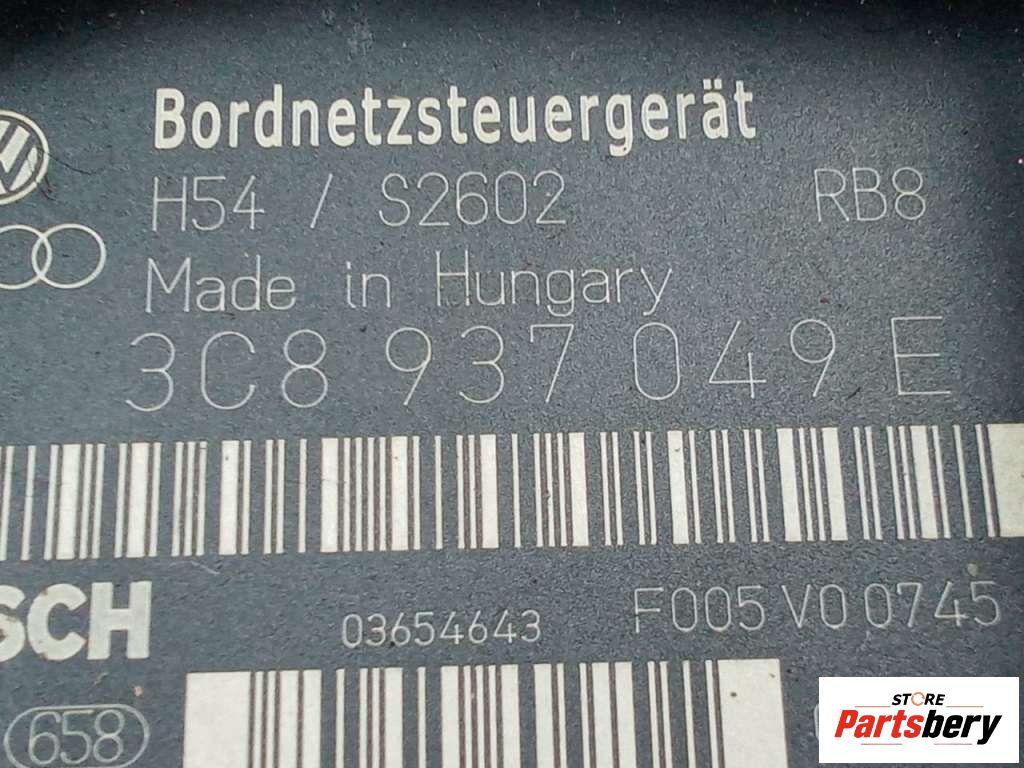 Bordnetzsteuergerät
H54 / S2602 RB8
Made in Hungary
3C8 937 049 E
SCH 03654643 F005 V0 0745
658
STORE
Partsbery